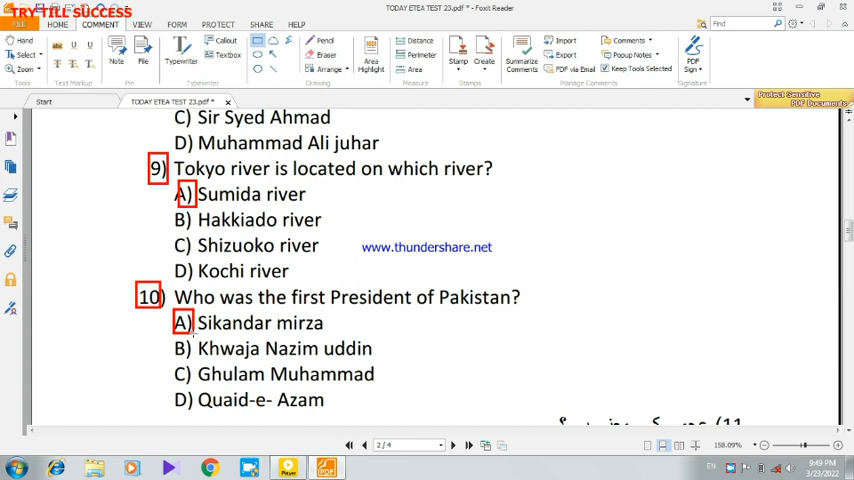 TRY TILL SUCCESS
TODAY ETEA TEST 23.pdf * - Foxit Reader
FILE HOME COMMENT VIEW FORM PROTECT SHARE HELP Find
Hand Select Zoom Tools
Text Markup
Note File Pin
Typewriter Callout Textbox Typewriter
Pencil Eraser Arrange Drawing
Area Highlight Distance Perimeter Area Measure
Stamp Create Stamps
Summarize Comments Import Export PDF via Email
Comments Popup Notes Keep Tools Selected Manage Comments
PDF Sign Signature
Start TODAY ETEA TEST 23.pdf *
Protect Sensitive PDF Documents
C) Sir Syed Ahmad
D) Muhammad Ali juhar
9) Tokyo river is located on which river?
A) Sumida river
B) Hakkiado river
C) Shizuoko river
www.thundershare.net
D) Kochi river
10) Who was the first President of Pakistan?
A) Sikandar mirza
B) Khwaja Nazim uddin
C) Ghulam Muhammad
D) Quaid-e- Azam
2 / 4 158.09%
EN 9:49 PM
3/23/2022